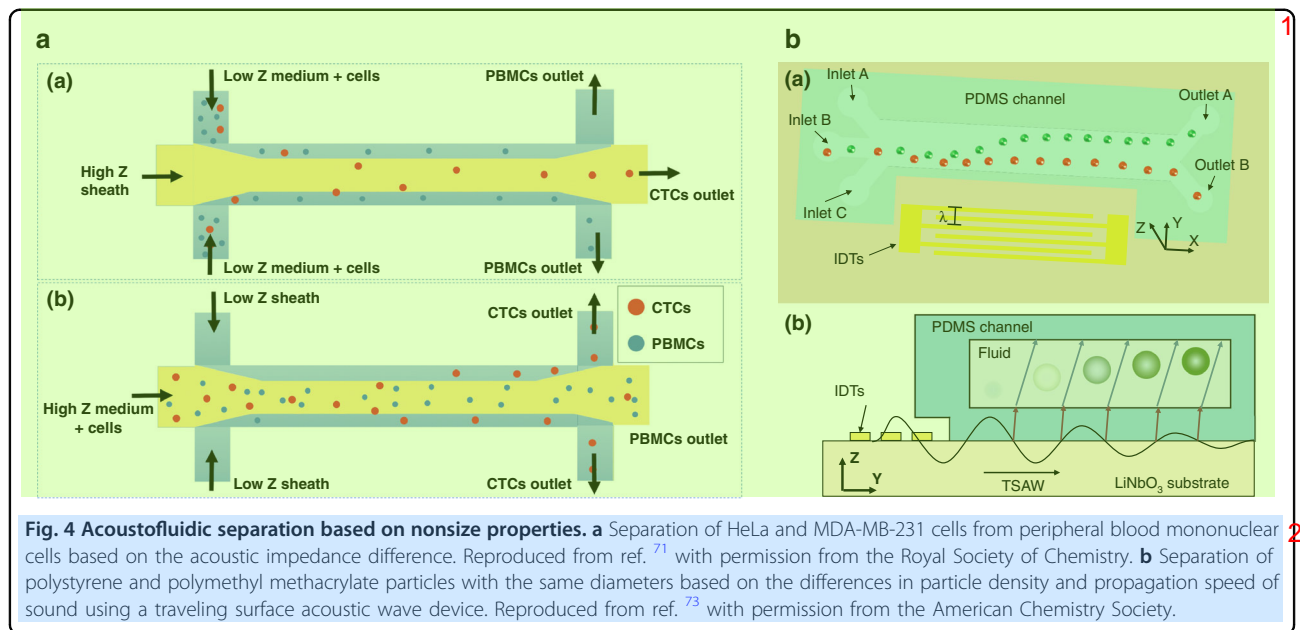 1
a
(a)
Low Z medium + cells
PBMCs outlet
High Z
sheath
CTCs outlet
Low Z medium + cells
PBMCs outlet
(b)
Low Z sheath
CTCs outlet
CTCs
PBMCs
High Z medium
+ cells
PBMCs outlet
Low Z sheath
CTCs outlet
b
(a)
Inlet A
PDMS channel
Outlet A
Inlet B
Outlet B
Inlet C
λ
Z
Y
X
IDTs
(b)
PDMS channel
Fluid
IDTs
Z
Y
TSAW
LiNbO₃ substrate
2
Fig. 4 Acoustofluidic separation based on nonsize properties. a Separation of HeLa and MDA-MB-231 cells from peripheral blood mononuclear
cells based on the acoustic impedance difference. Reproduced from ref. 71 with permission from the Royal Society of Chemistry. b Separation of
polystyrene and polymethyl methacrylate particles with the same diameters based on the differences in particle density and propagation speed of
sound using a traveling surface acoustic wave device. Reproduced from ref. 73 with permission from the American Chemistry Society.